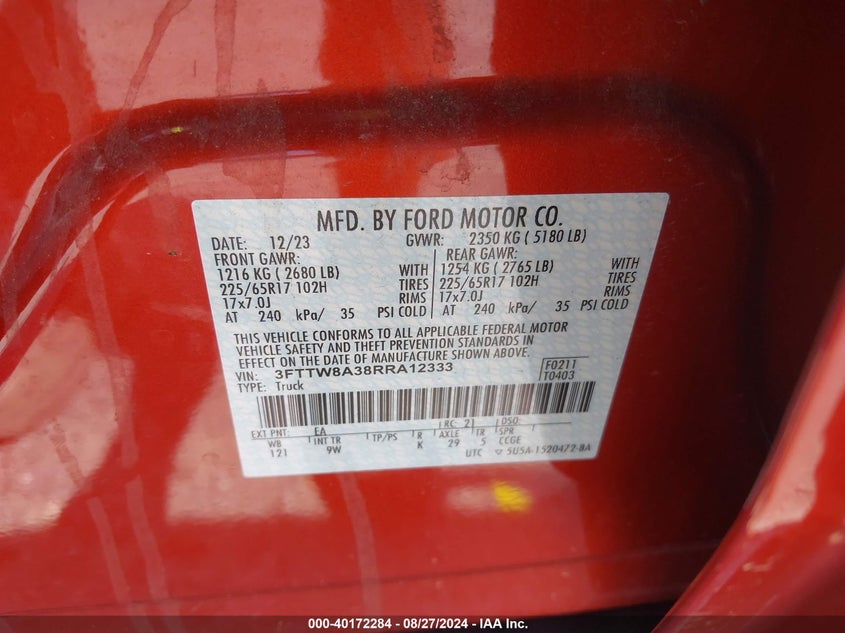 MFD. BY FORD MOTOR CO.
DATE: 12/23 GVWR: 2350 KG ( 5180 LB)
FRONT GAWR: REAR GAWR:
1216 KG ( 2680 LB) WITH 1254 KG ( 2765 LB) WITH
225/65R17 102H TIRES 225/65R17 102H TIRES
17x7.0J RIMS 17x7.0J RIMS
AT 240 kPa/ 35 PSI COLD AT 240 kPa/ 35 PSI COLD
THIS VEHICLE CONFORMS TO ALL APPLICABLE FEDERAL MOTOR
VEHICLE SAFETY AND THEFT PREVENTION STANDARDS IN
EFFECT ON THE DATE OF MANUFACTURE SHOWN ABOVE.
VIN: 3FTTW8A38RRA12333 F0211
TYPE: Truck T0403
EXT PNT: EA RC: 21 DSO:
WB INT TR TP/PS R AXLE TR SPR
121 9W K 29 5 CCGE
UTC 5U5A-1520472-BA
000-40172284 - 08/27/2024 - IAA Inc.